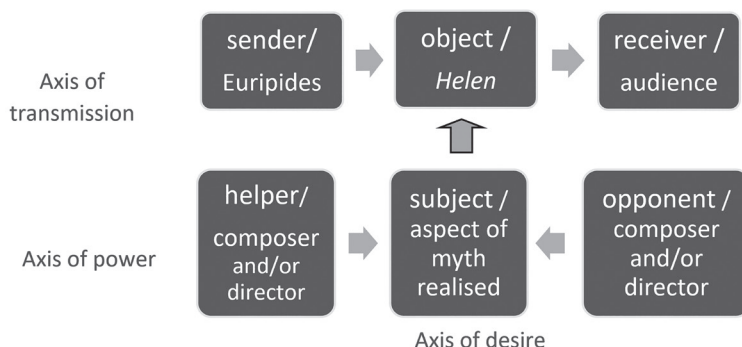 sender/
Euripides
object /
Helen
receiver /
audience
Axis of
transmission
helper/
composer
and/or
director
subject /
aspect of
myth
realised
opponent /
composer
and/or
director
Axis of power
Axis of desire